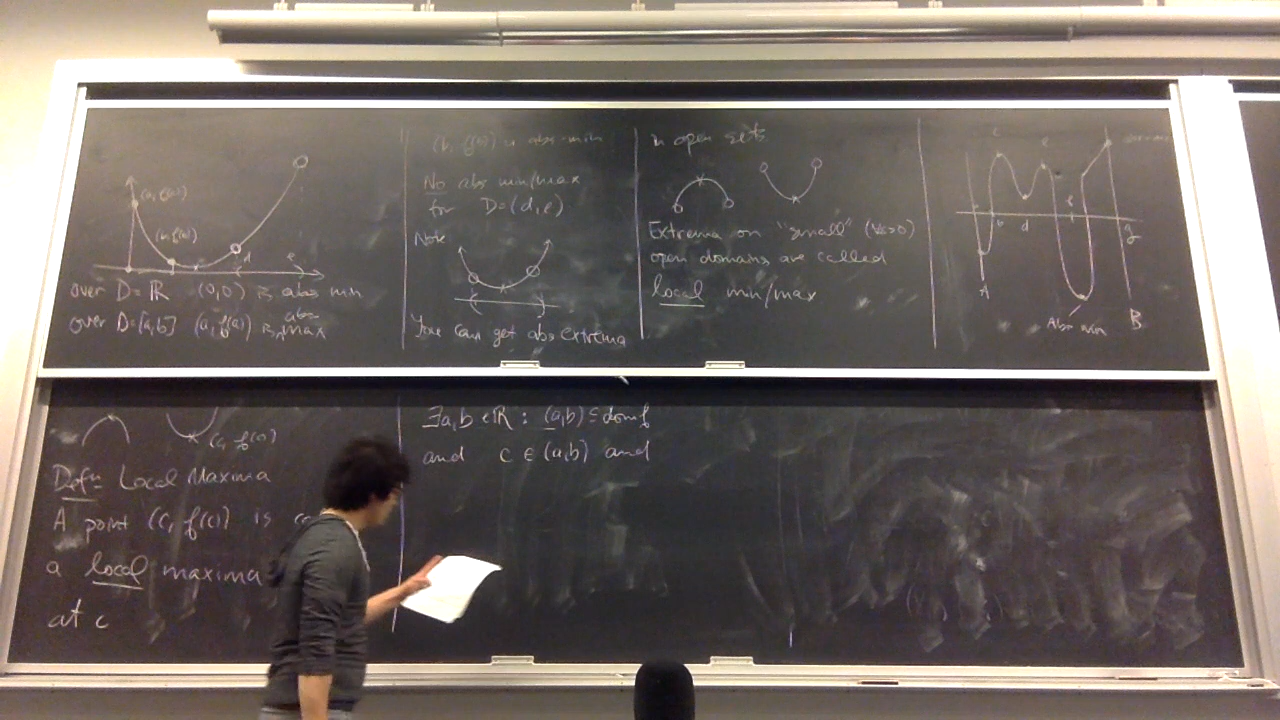 (a, f(a))
(b, f(b))
d
e
over D = ℝ (0,0) is abs min
over D = [a,b] (a, f(a)) is abs max
(b, f(b)) is abs min
No abs min/max
for D = (d, e)
Note
You can get abs extrema
in open sets
Extrema on "small"
open domains are called
local min/max
c
e
b
d
f
g
A
Abs min
B
(c, f(c))
Defn Local Maxima
A point (c, f(c)) is
a local maxima
at c
∃a,b ∈ ℝ : (a,b) ⊆ dom f
and c ∈ (a,b) and